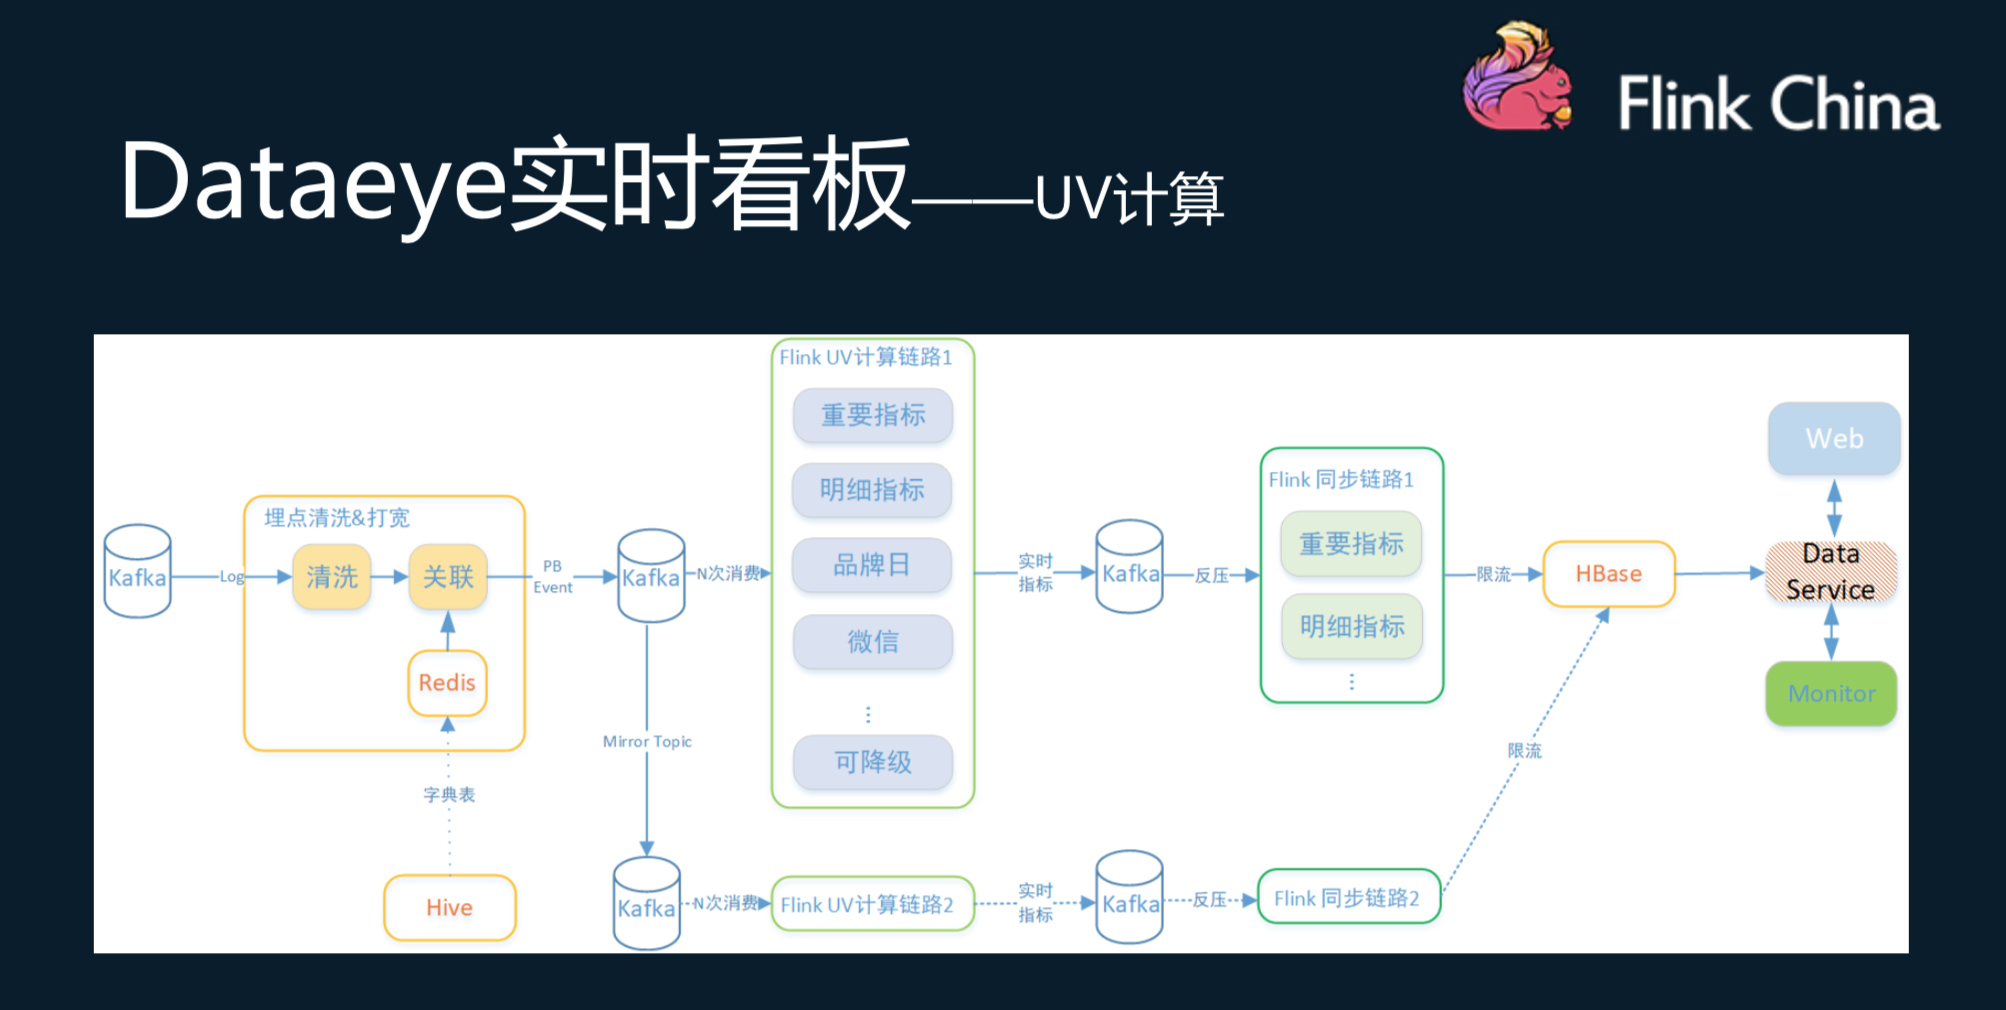 Flink China
Dataeye实时看板——UV计算
Kafka
Log
埋点清洗&打宽
清洗
关联
Redis
字典表
Hive
PB
Event
Kafka
N次消费
Mirror Topic
Flink UV计算链路1
重要指标
明细指标
品牌日
微信
⋮
可降级
实时
指标
Kafka
反压
Flink 同步链路1
重要指标
明细指标
⋮
限流
HBase
Web
Data
Service
Monitor
Kafka
N次消费
Flink UV计算链路2
实时
指标
Kafka
反压
Flink 同步链路2
限流